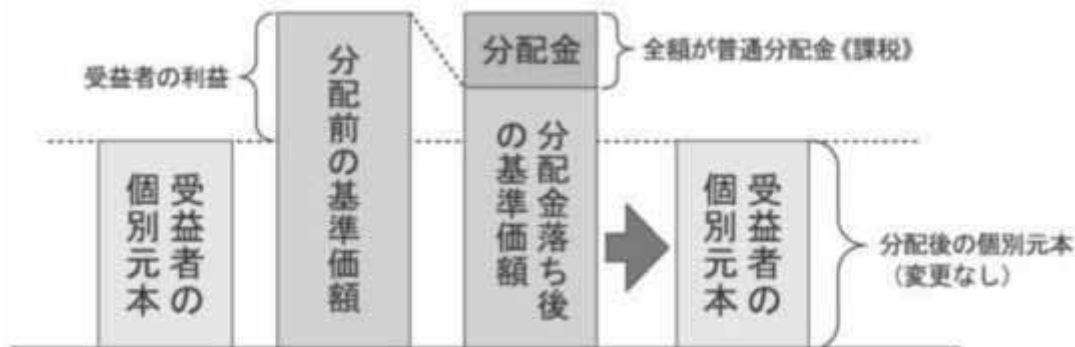 受益者の利益
受益者の
個別元本
分配前の基準価額
分配金
分配金落ち後
の基準価額
全額が普通分配金《課税》
受益者の
個別元本
分配後の個別元本
（変更なし）